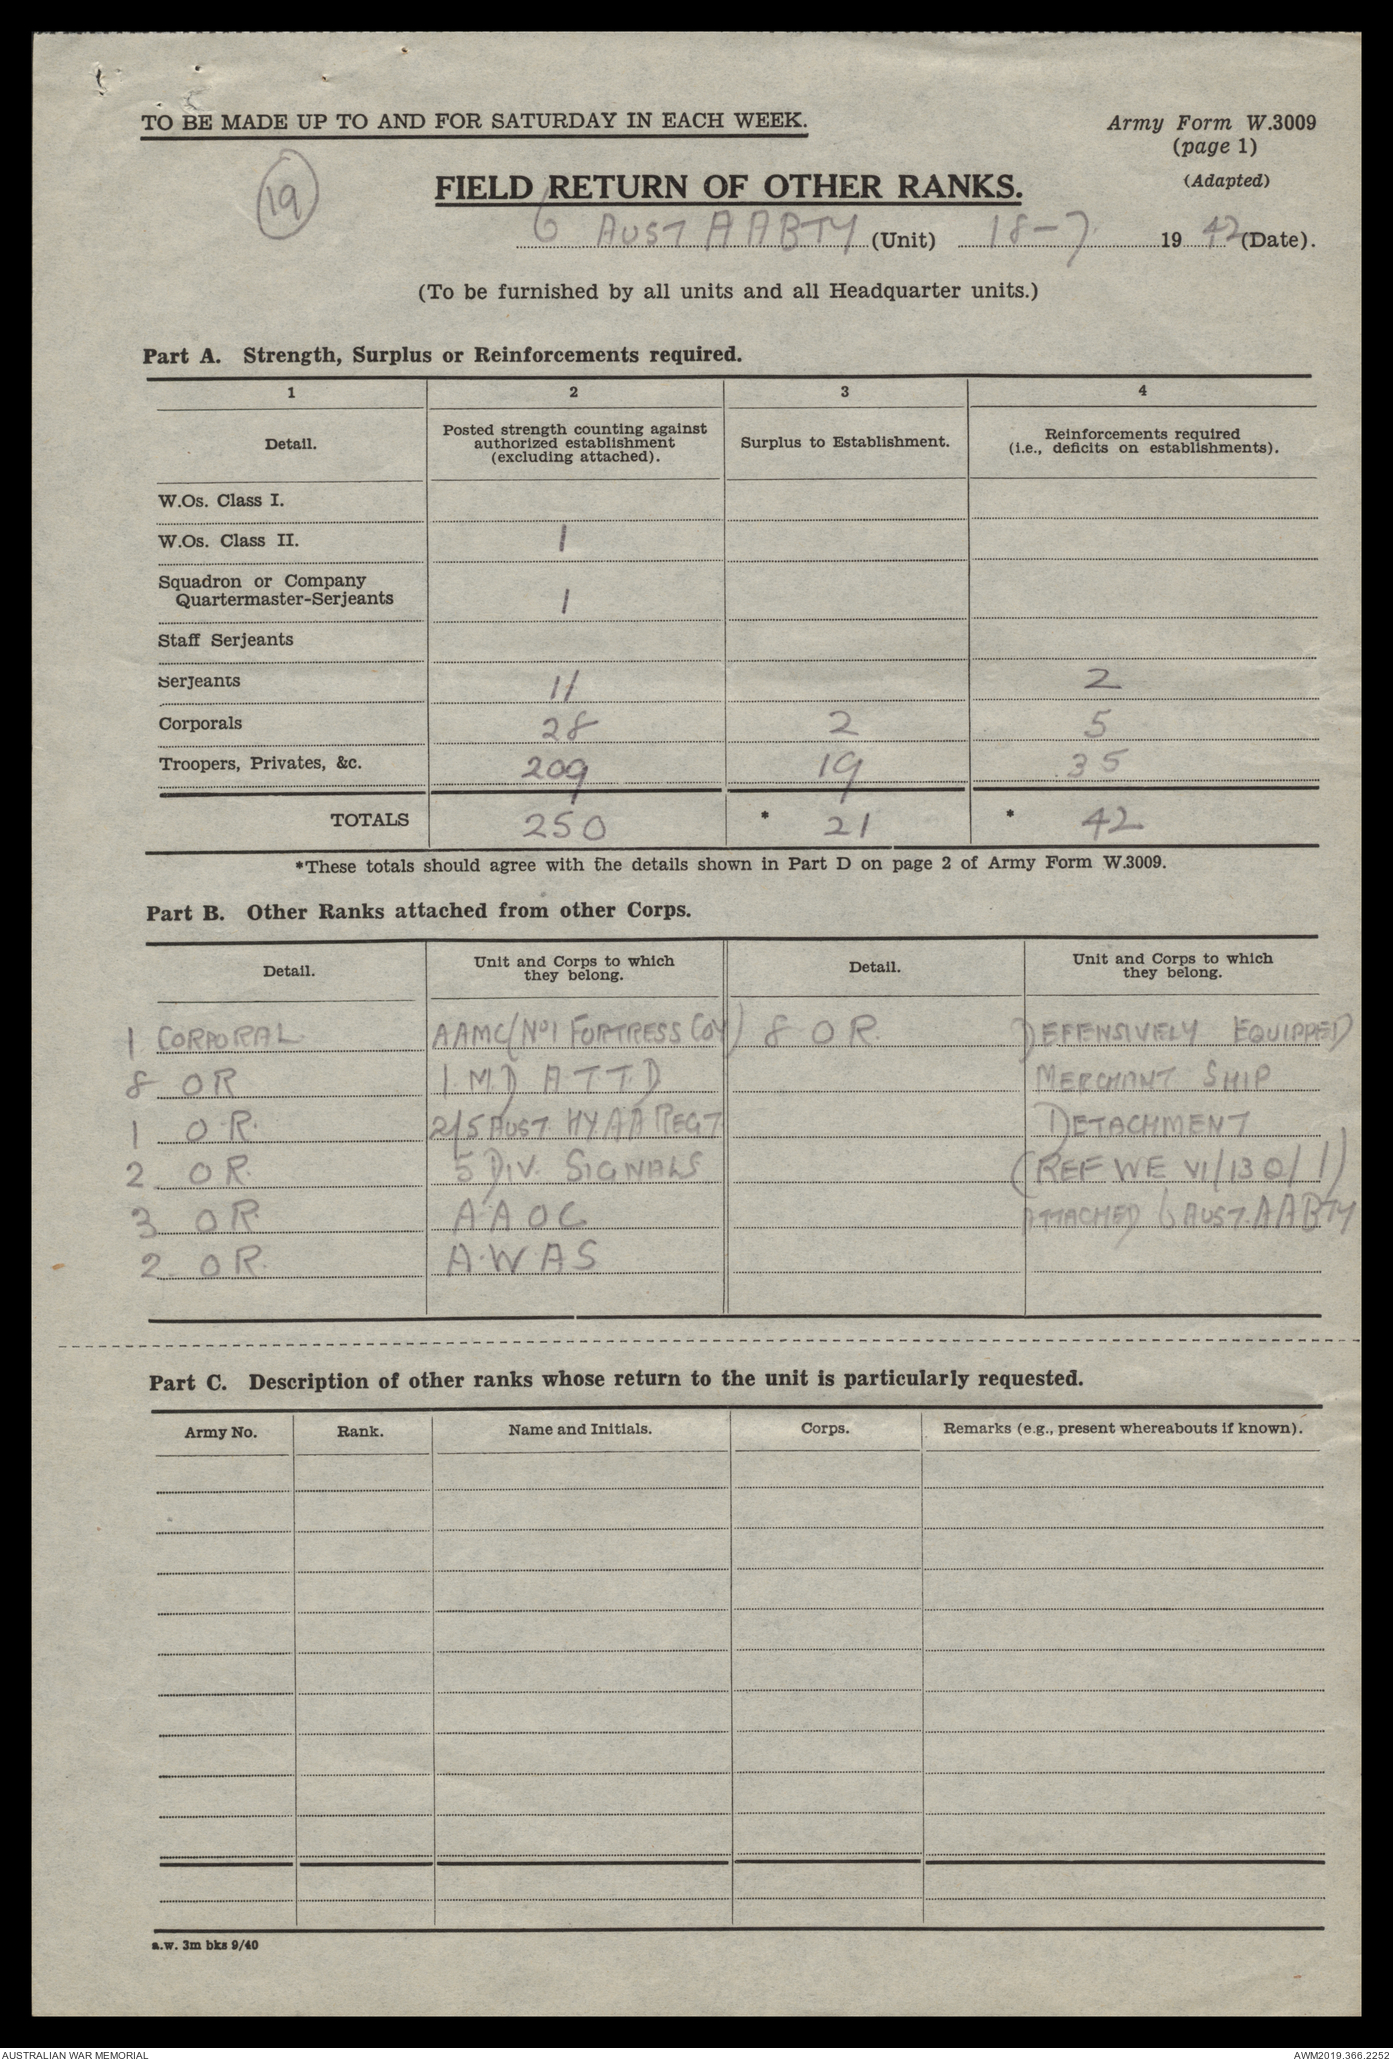 TO BE MADE UP TO AND FOR SATURDAY IN EACH WEEK.
Army Form W.3009
(page 1)
(Adapted)
19
FIELD RETURN OF OTHER RANKS.
6 AUST A A BTY (Unit) 18-7 1942 (Date).
(To be furnished by all units and all Headquarter units.)
Part A. Strength, Surplus or Reinforcements required.
1 2 3 4
Detail. Posted strength counting against authorized establishment (excluding attached). Surplus to Establishment. Reinforcements required (i.e., deficits on establishments).
W.Os. Class I.
W.Os. Class II. 1
Squadron or Company
Quartermaster-Serjeants 1
Staff Serjeants
Serjeants 11 2
Corporals 28 2 5
Troopers, Privates, &c. 209 19 35
TOTALS 250 * 21 * 42
*These totals should agree with the details shown in Part D on page 2 of Army Form W.3009.
Part B. Other Ranks attached from other Corps.
Detail. Unit and Corps to which they belong. Detail. Unit and Corps to which they belong.
1 CORPORAL AAMC (No1 FORTRESS COY) 8 O R. DEFENSIVELY EQUIPPED
8 OR 1 M.D A.T.T.D MERCHANT SHIP
1 O.R. 2/5 AUST. HY AA REGT DETACHMENT
2 OR. 5 DIV. SIGNALS (REF WE VI/13 Q/1)
3 OR. A A O C ATTACHED 6 AUST. A A BTY
2. OR. A.W A S
Part C. Description of other ranks whose return to the unit is particularly requested.
Army No. Rank. Name and Initials. Corps. Remarks (e.g., present whereabouts if known).
a.w. 3m bks 9/40
AUSTRALIAN WAR MEMORIAL AWM2019.366.2252